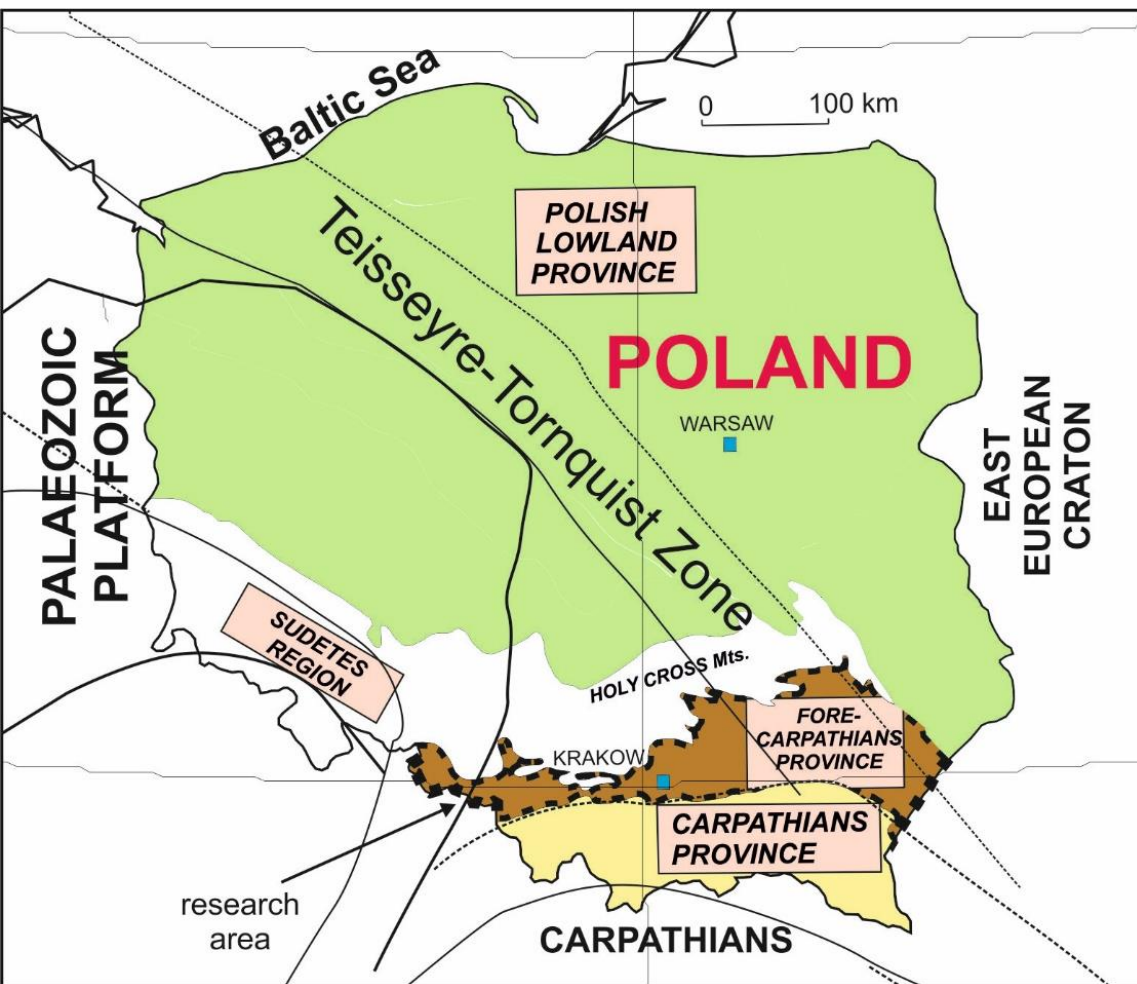 Baltic Sea
0 100 km
POLISH
LOWLAND
PROVINCE
Teisseyre-Tornquist Zone
POLAND
WARSAW
PALAEOZOIC
PLATFORM
EAST
EUROPEAN
CRATON
SUDETES
REGION
HOLY CROSS Mts.
FORE-
CARPATHIANS
PROVINCE
KRAKOW
CARPATHIANS
PROVINCE
research
area
CARPATHIANS